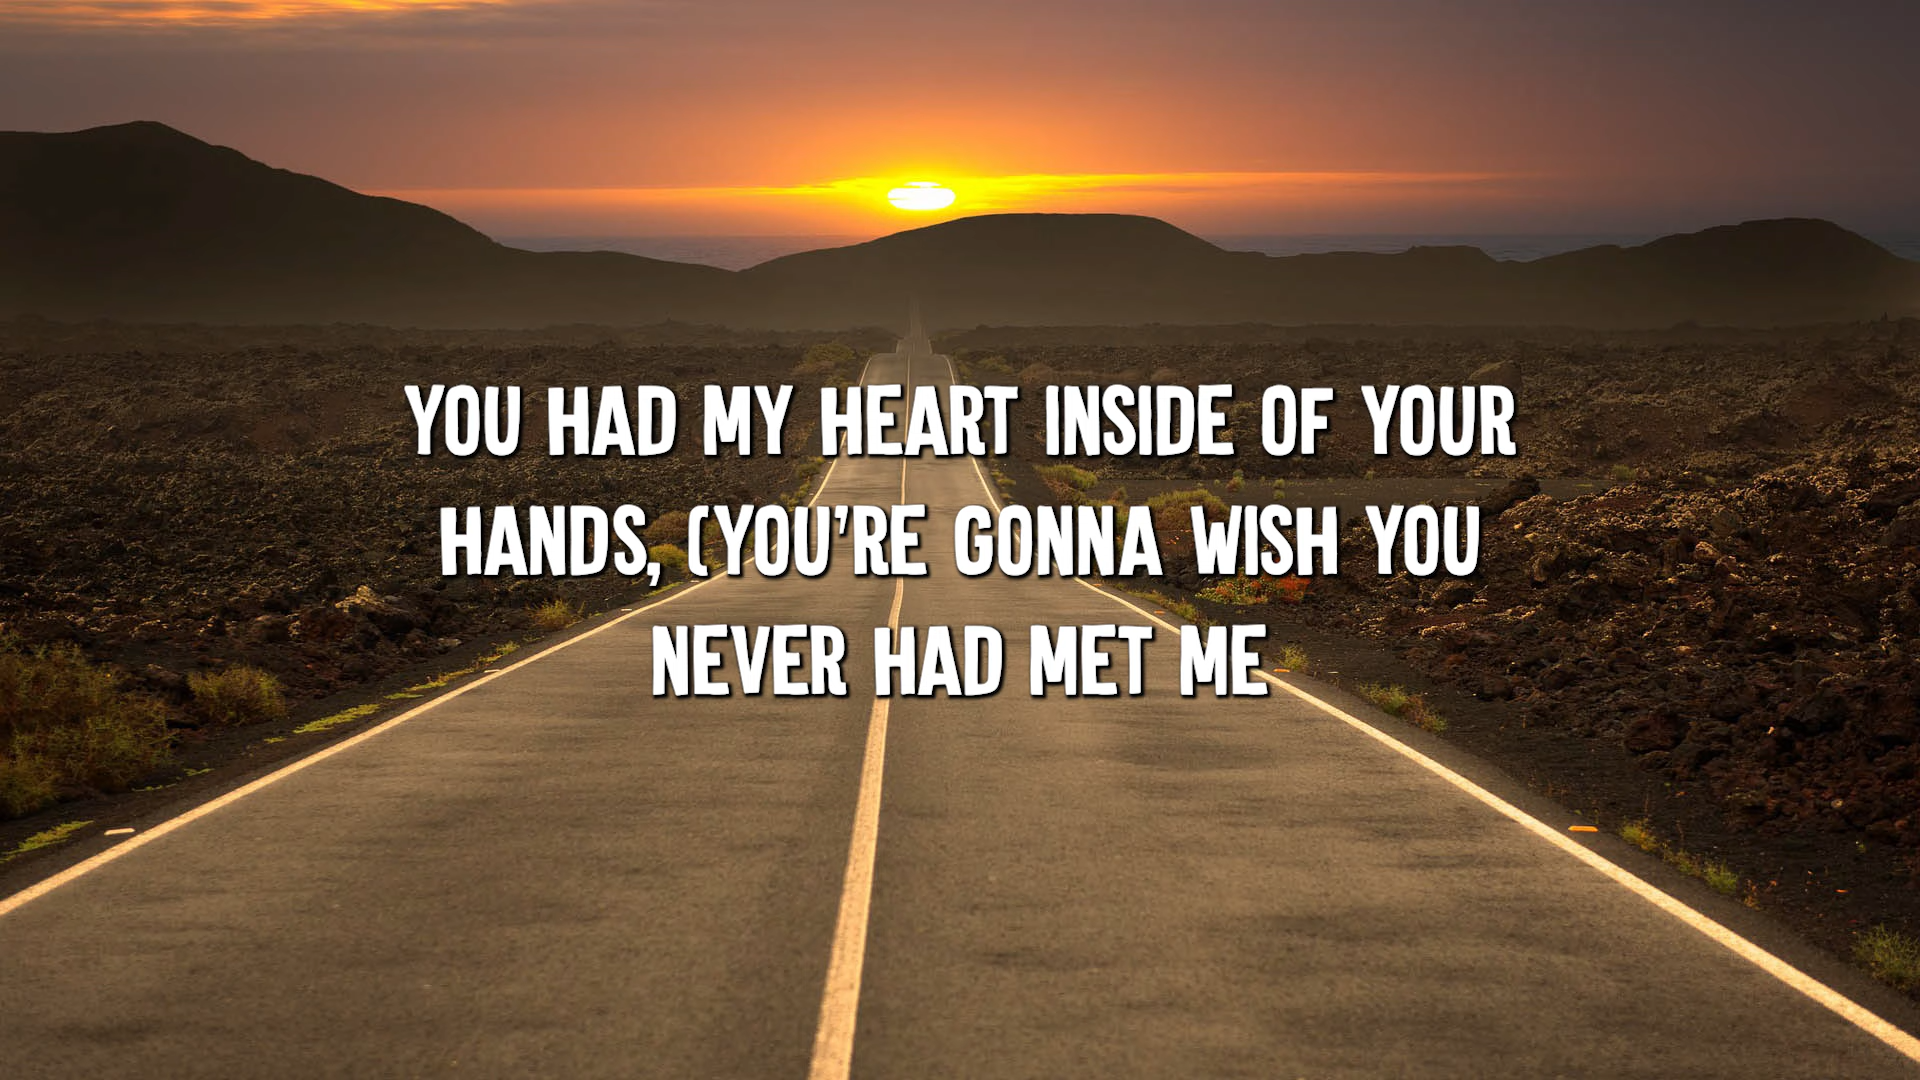 YOU HAD MY HEART INSIDE OF YOUR
HANDS, (YOU'RE GONNA WISH YOU
NEVER HAD MET ME